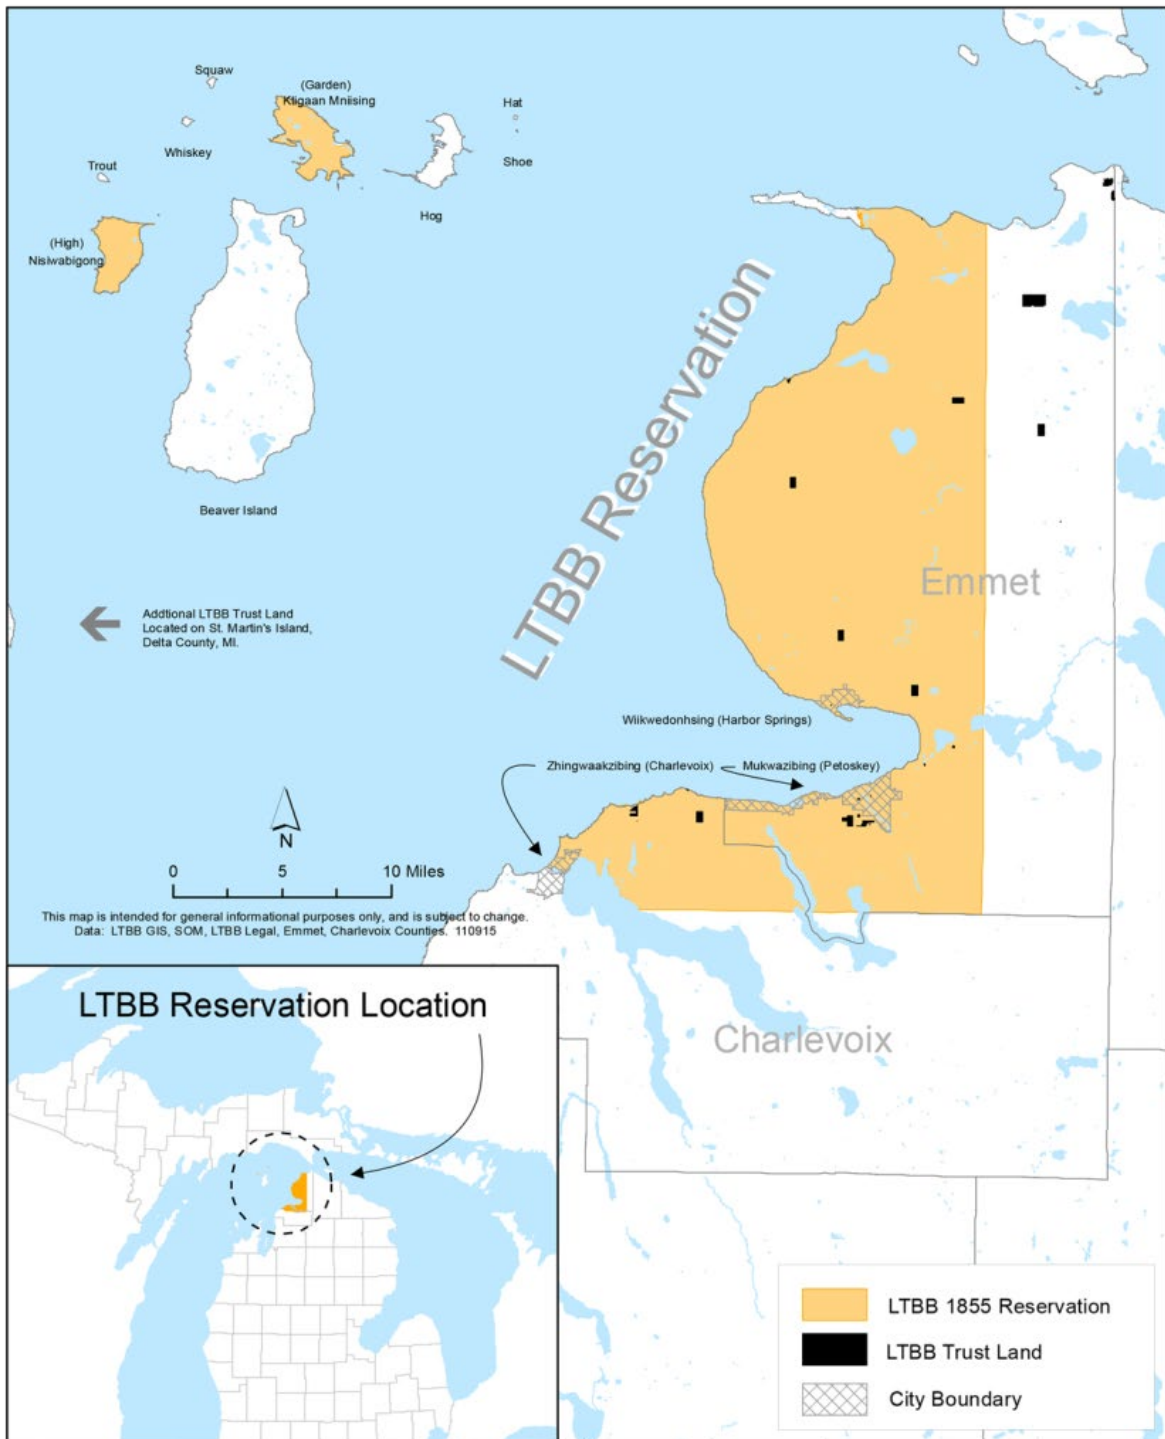 Squaw
(Garden)
Ktigaan Mniising
Hat
Whiskey
Shoe
Trout
Hog
(High)
Nisiwabigong
LTBB Reservation
Beaver Island
Emmet
Addtional LTBB Trust Land
Located on St. Martin's Island,
Delta County, MI.
Wiikwedonhsing (Harbor Springs)
Zhingwaakzibing (Charlevoix)
Mukwazibing (Petoskey)
N
0 5 10 Miles
This map is intended for general informational purposes only, and is subject to change.
Data: LTBB GIS, SOM, LTBB Legal, Emmet, Charlevoix Counties. 110915
LTBB Reservation Location
Charlevoix
LTBB 1855 Reservation
LTBB Trust Land
City Boundary